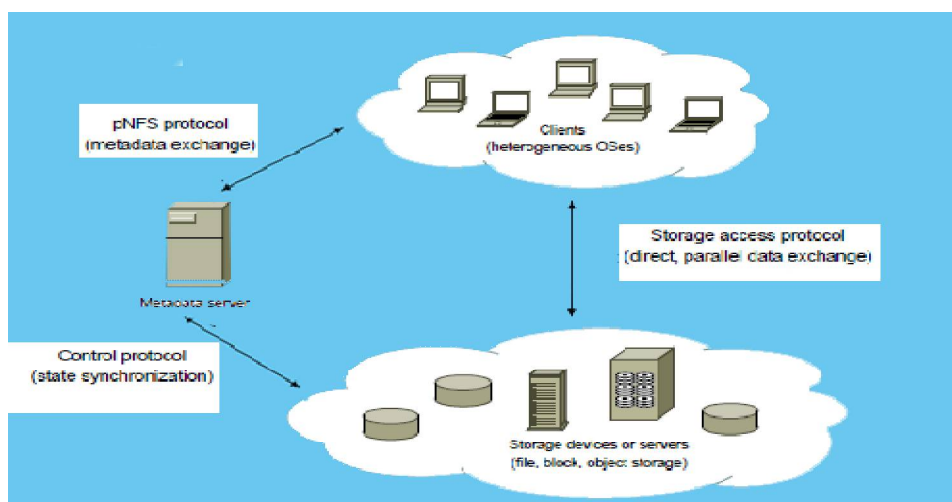 pNFS protocol
(metadata exchange)
Clients
(heterogeneous OSes)
Storage access protocol
(direct, parallel data exchange)
Metadata server
Control protocol
(state synchronization)
Storage devices or servers
(file, block, object storage)